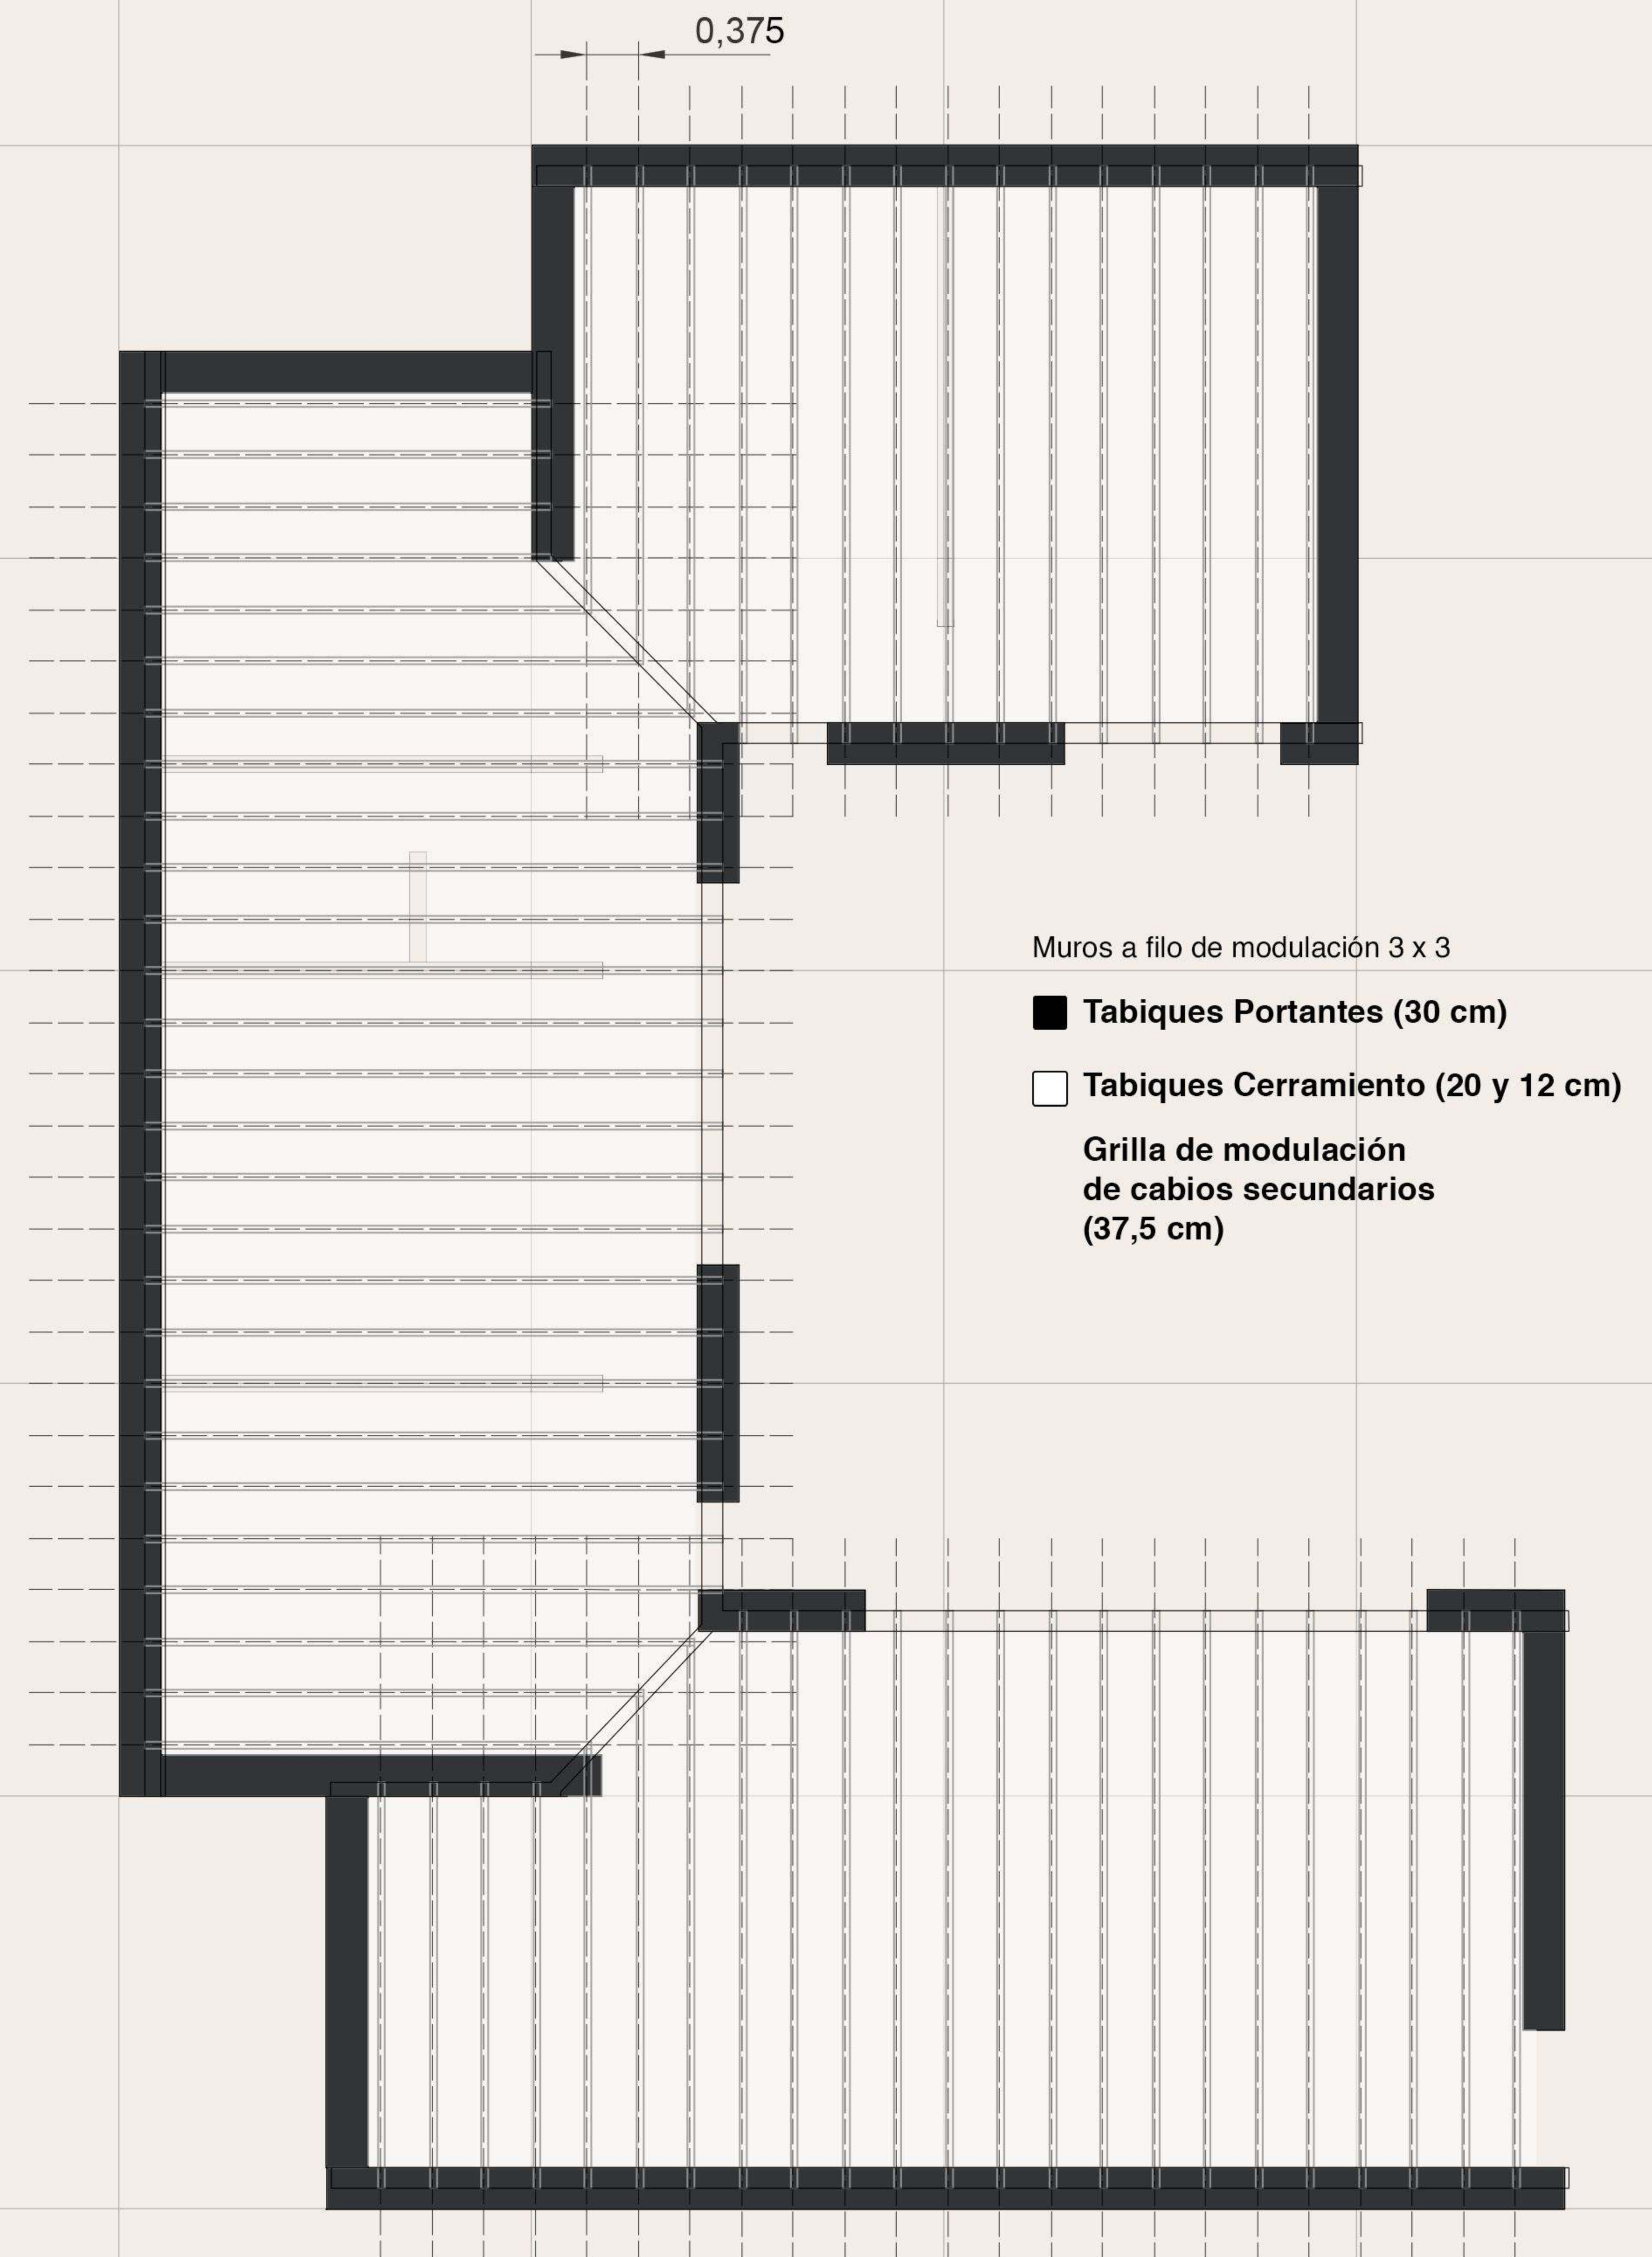 0,375
Muros a filo de modulación 3 x 3
Tabiques Portantes (30 cm)
Tabiques Cerramiento (20 y 12 cm)
Grilla de modulación
de cabios secundarios
(37,5 cm)